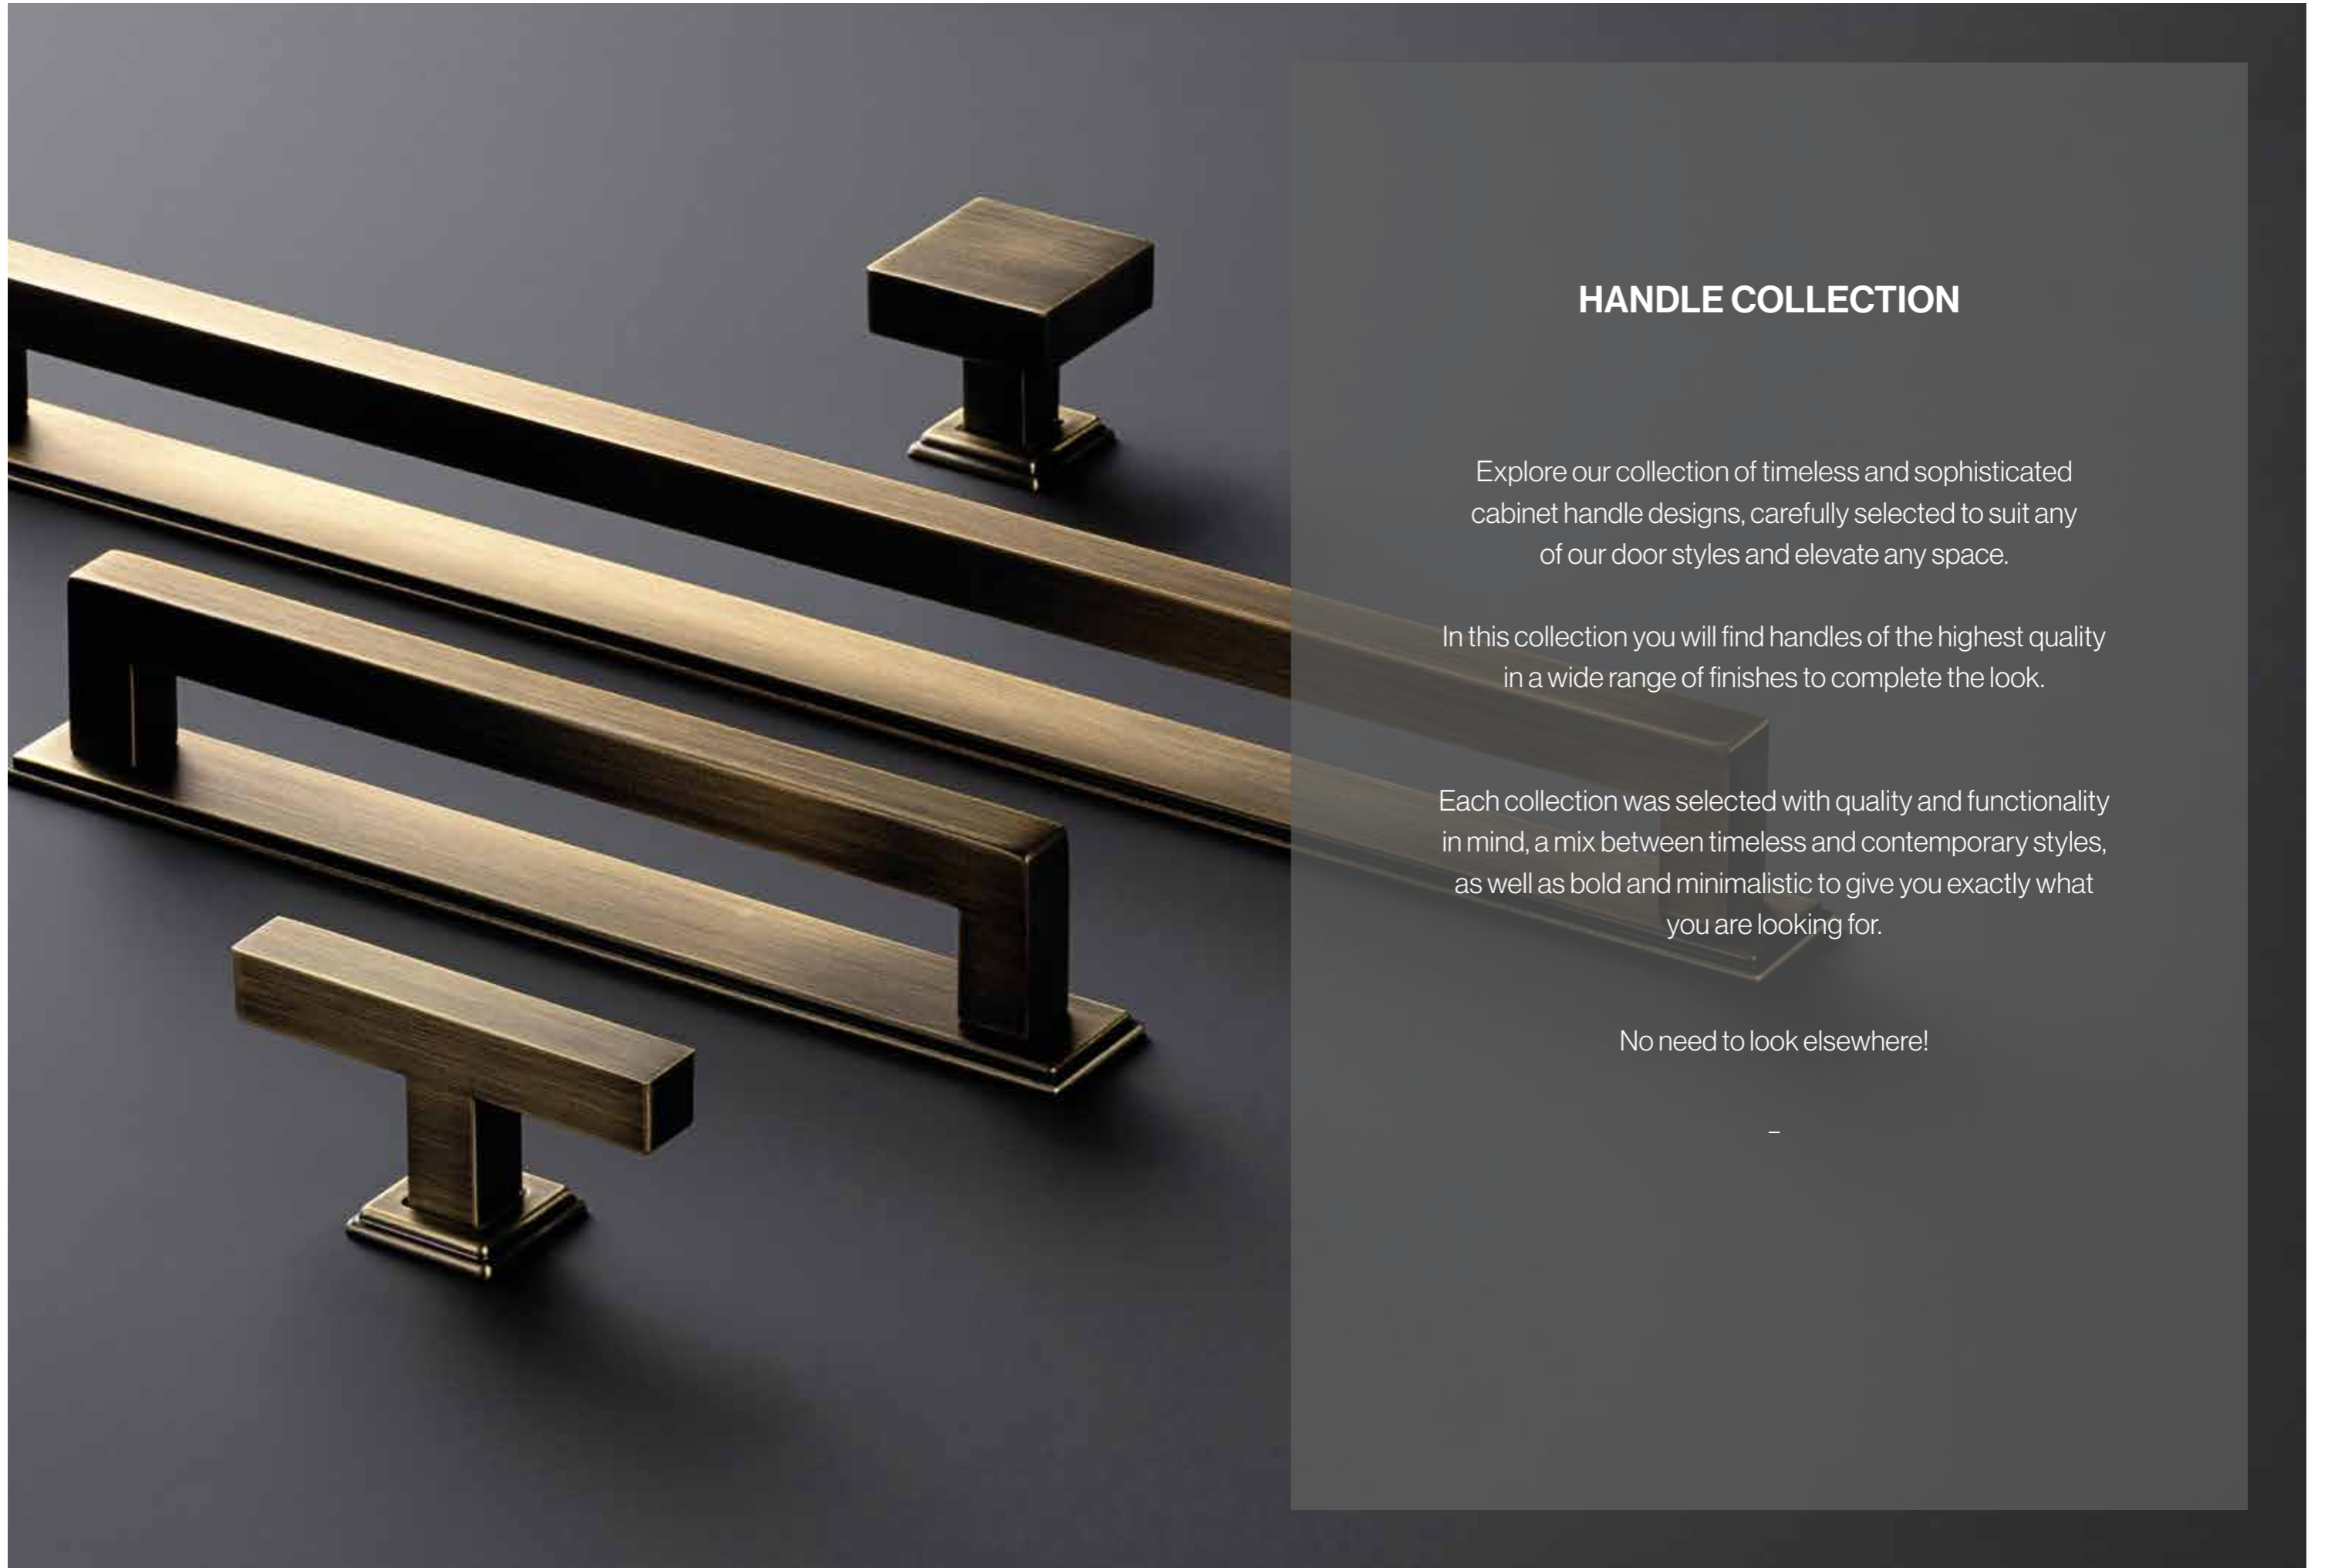 HANDLE COLLECTION
Explore our collection of timeless and sophisticated
cabinet handle designs, carefully selected to suit any
of our door styles and elevate any space.
In this collection you will find handles of the highest quality
in a wide range of finishes to complete the look.
Each collection was selected with quality and functionality
in mind, a mix between timeless and contemporary styles,
as well as bold and minimalistic to give you exactly what
you are looking for.
No need to look elsewhere!
–